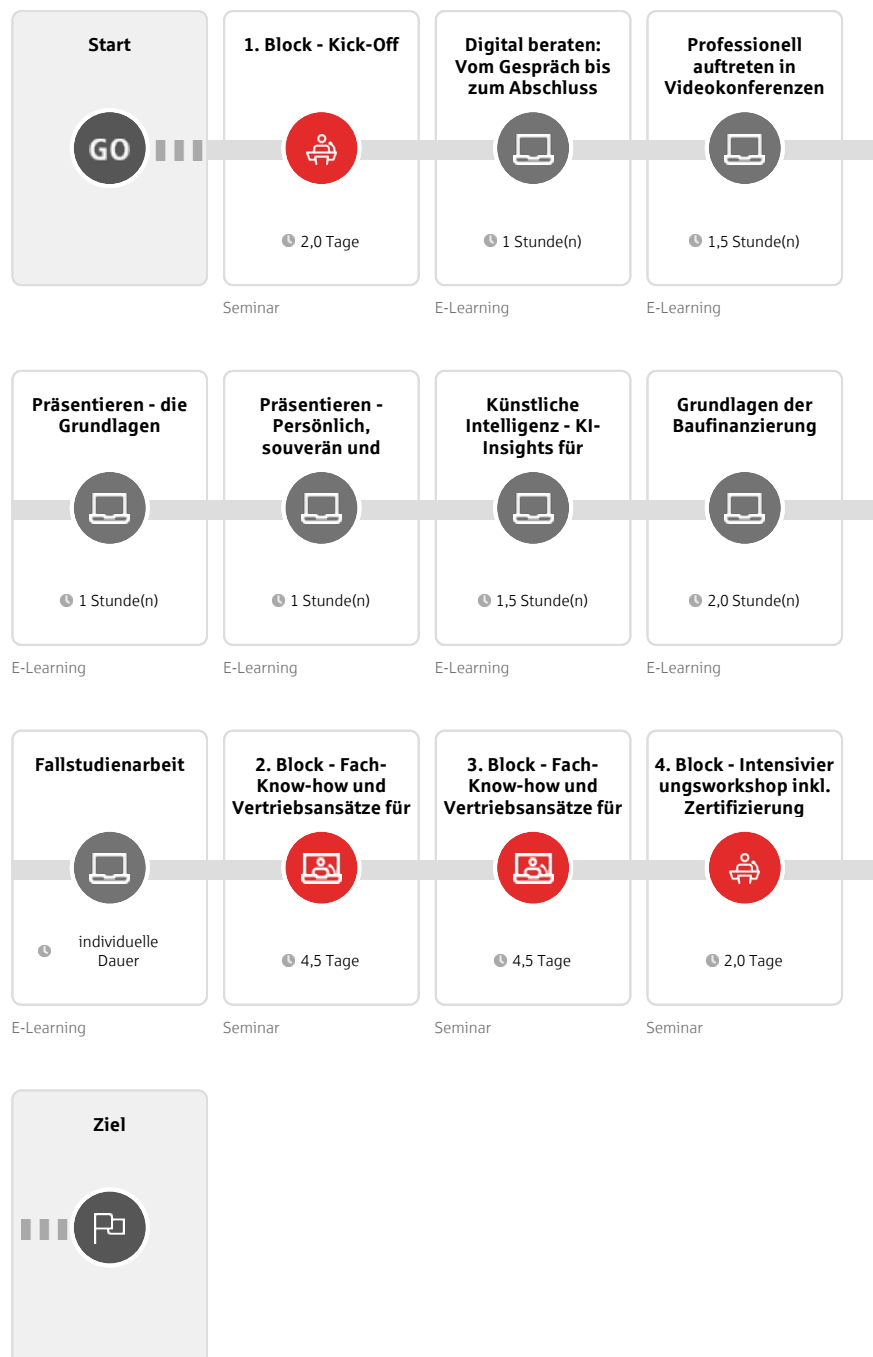 Start
GO
1. Block - Kick-Off
2,0 Tage
Seminar
Digital beraten:
Vom Gespräch bis
zum Abschluss
1 Stunde(n)
E-Learning
Professionell
auftreten in
Videokonferenzen
1,5 Stunde(n)
E-Learning
Präsentieren - die
Grundlagen
1 Stunde(n)
E-Learning
Präsentieren -
Persönlich,
souverän und
1 Stunde(n)
E-Learning
Künstliche
Intelligenz - KI-
Insights für
1,5 Stunde(n)
E-Learning
Grundlagen der
Baufinanzierung
2,0 Stunde(n)
E-Learning
Fallstudienarbeit
individuelle
Dauer
E-Learning
2. Block - Fach-
Know-how und
Vertriebsansätze für
4,5 Tage
Seminar
3. Block - Fach-
Know-how und
Vertriebsansätze für
4,5 Tage
Seminar
4. Block - Intensivier
ungsworkshop inkl.
Zertifizierung
2,0 Tage
Seminar
Ziel